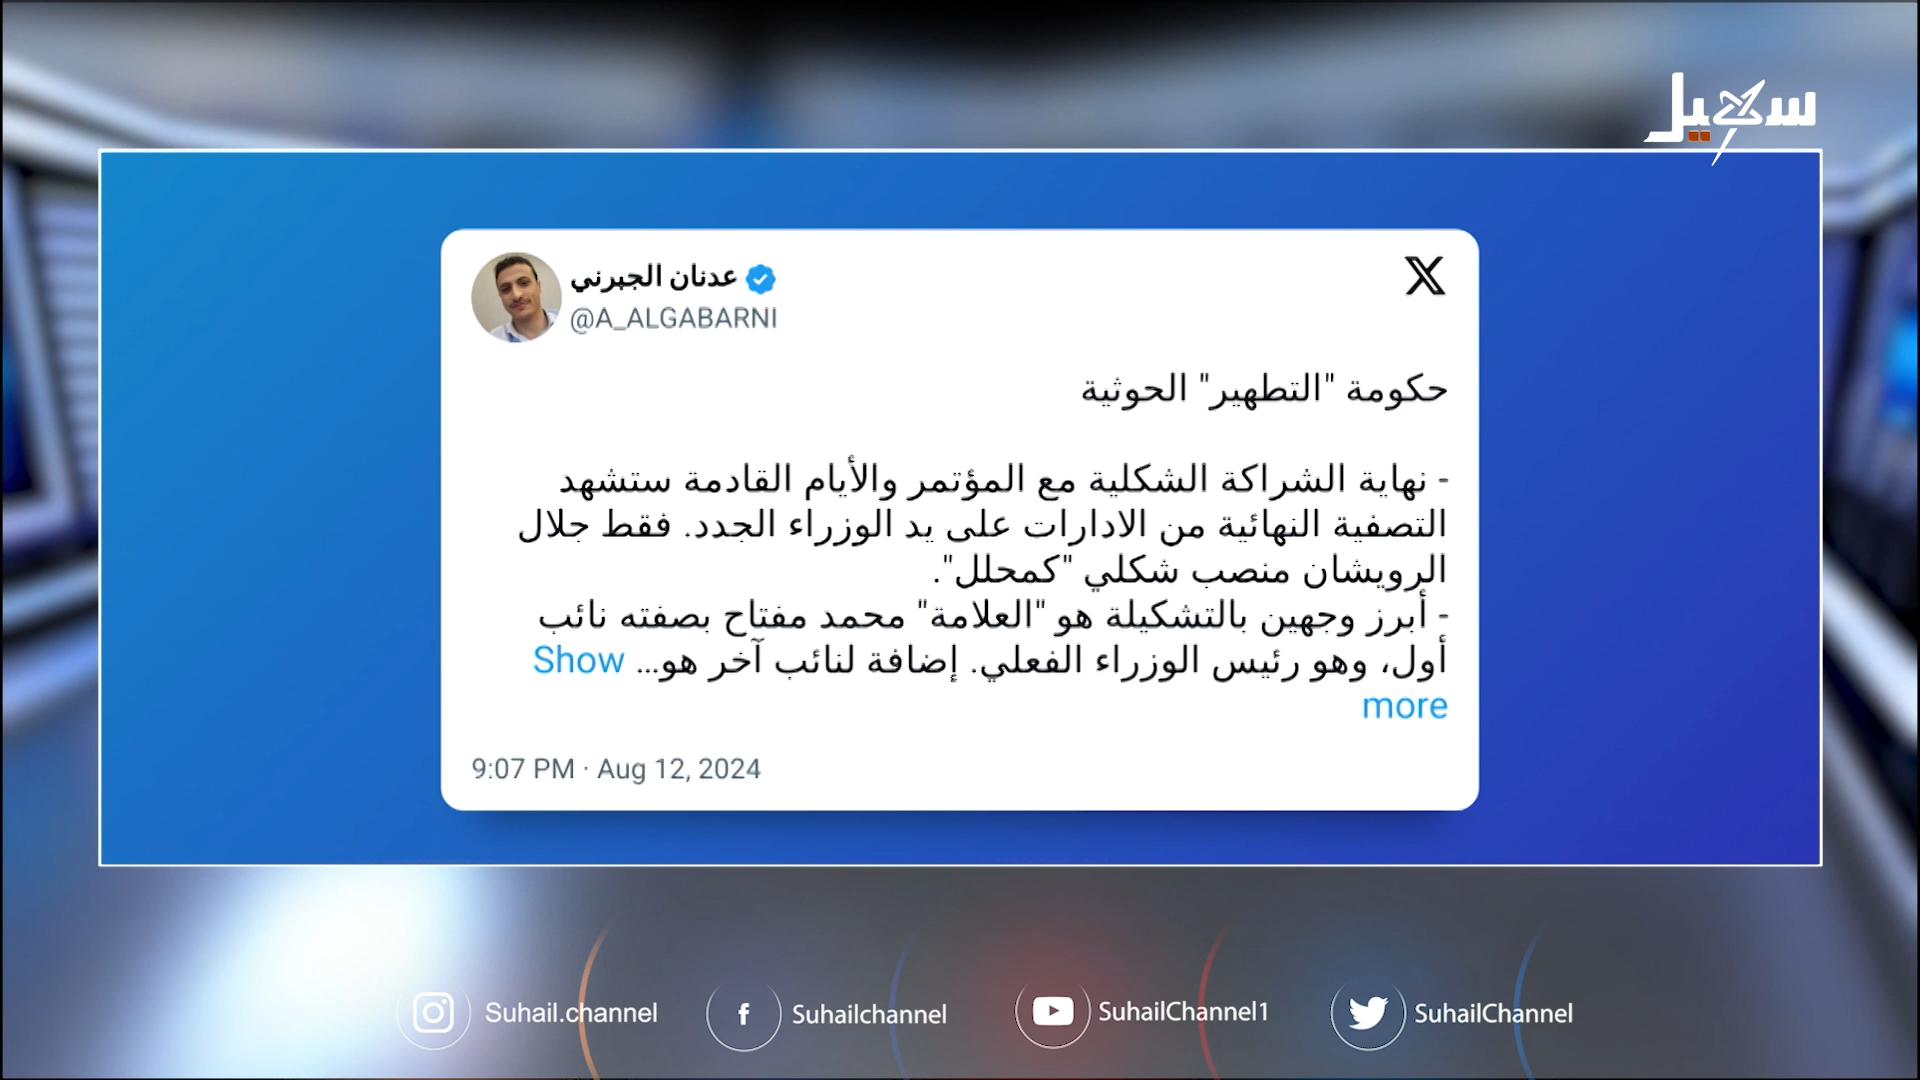 سهيل
عدنان الجبرني
@A_ALGABARNI
حكومة "التطهير" الحوثية
- نهاية الشراكة الشكلية مع المؤتمر والأيام القادمة ستشهد
التصفية النهائية من الادارات على يد الوزراء الجدد. فقط جلال
الرويشان منصب شكلي "كمحلل".
- أبرز وجهين بالتشكيلة هو "العلامة" محمد مفتاح بصفته نائب
أول، وهو رئيس الوزراء الفعلي. إضافة لنائب آخر هو... Show
more
9:07 PM · Aug 12, 2024
Suhail.channel
Suhailchannel
SuhailChannel1
SuhailChannel